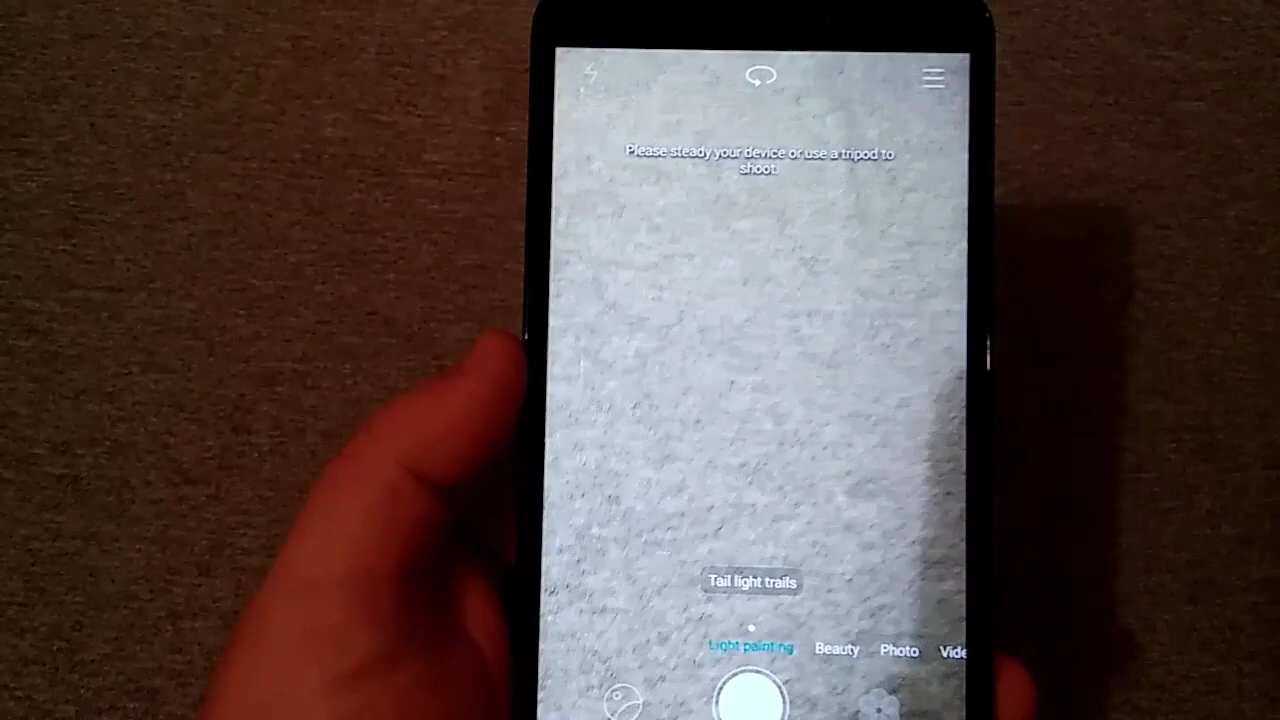 Please steady your device or use a tripod to
shoot.
Tail light trails
Light painting Beauty Photo Vide